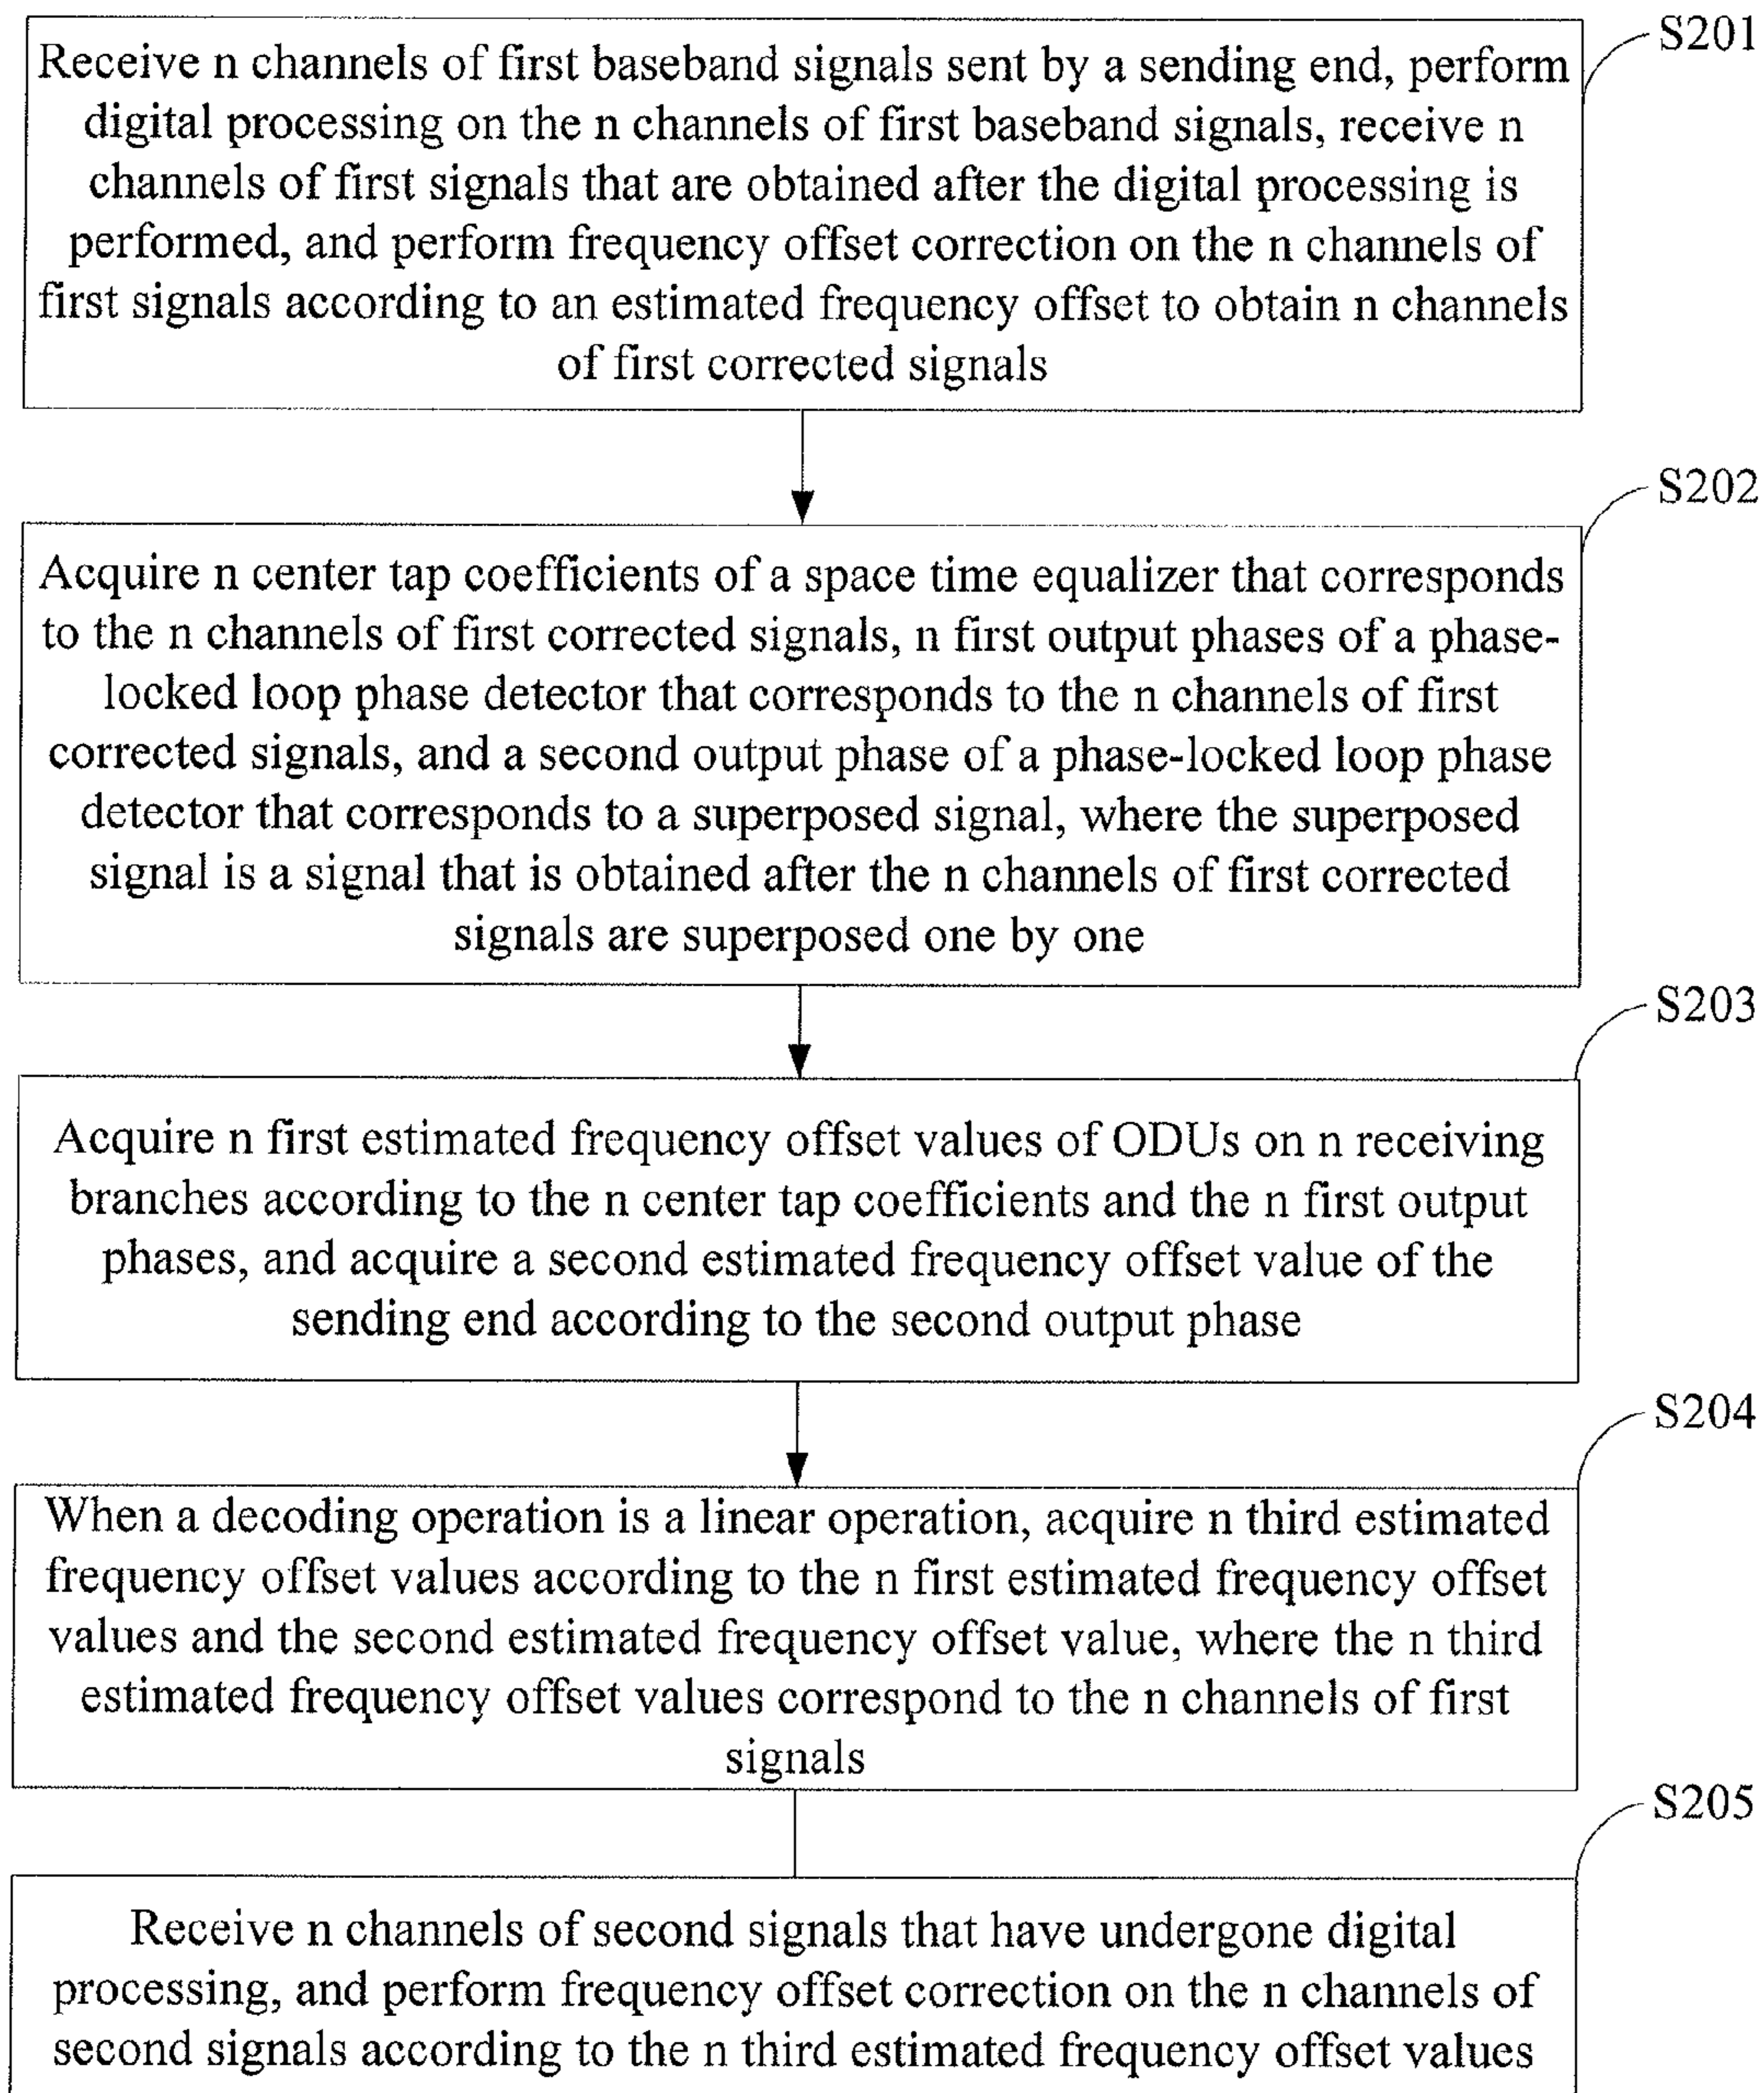 S201
Receive n channels of first baseband signals sent by a sending end, perform
digital processing on the n channels of first baseband signals, receive n
channels of first signals that are obtained after the digital processing is
performed, and perform frequency offset correction on the n channels of
first signals according to an estimated frequency offset to obtain n channels
of first corrected signals
S202
Acquire n center tap coefficients of a space time equalizer that corresponds
to the n channels of first corrected signals, n first output phases of a phase-
locked loop phase detector that corresponds to the n channels of first
corrected signals, and a second output phase of a phase-locked loop phase
detector that corresponds to a superposed signal, where the superposed
signal is a signal that is obtained after the n channels of first corrected
signals are superposed one by one
S203
Acquire n first estimated frequency offset values of ODUs on n receiving
branches according to the n center tap coefficients and the n first output
phases, and acquire a second estimated frequency offset value of the
sending end according to the second output phase
S204
When a decoding operation is a linear operation, acquire n third estimated
frequency offset values according to the n first estimated frequency offset
values and the second estimated frequency offset value, where the n third
estimated frequency offset values correspond to the n channels of first
signals
S205
Receive n channels of second signals that have undergone digital
processing, and perform frequency offset correction on the n channels of
second signals according to the n third estimated frequency offset values